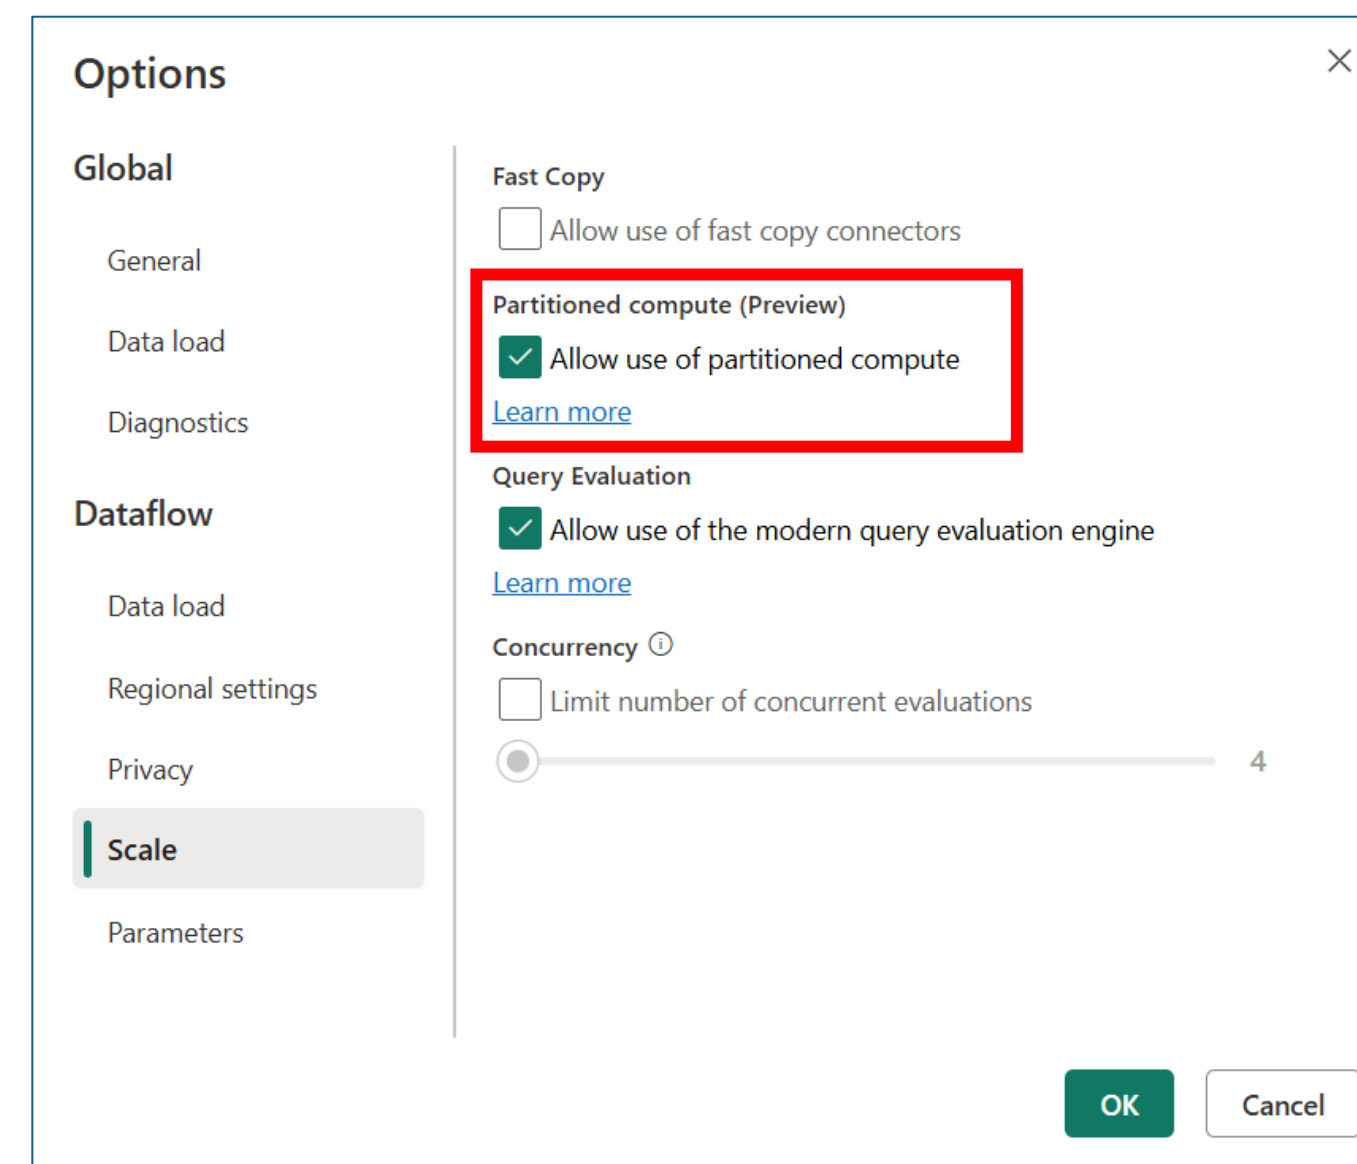 Options
Global
General
Data load
Diagnostics
Dataflow
Data load
Regional settings
Privacy
Scale
Parameters
Fast Copy
Allow use of fast copy connectors
Partitioned compute (Preview)
Allow use of partitioned compute
Learn more
Query Evaluation
Allow use of the modern query evaluation engine
Learn more
Concurrency
Limit number of concurrent evaluations
4
OK
Cancel